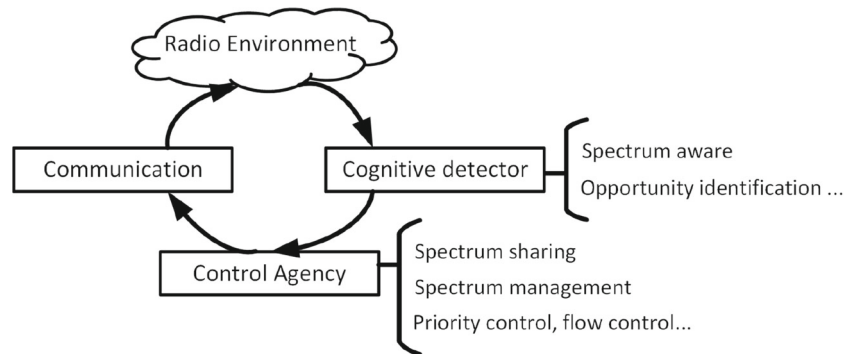 Radio Environment
Communication
Cognitive detector
Spectrum aware
Opportunity identification ...
Control Agency
Spectrum sharing
Spectrum management
Priority control, flow control...